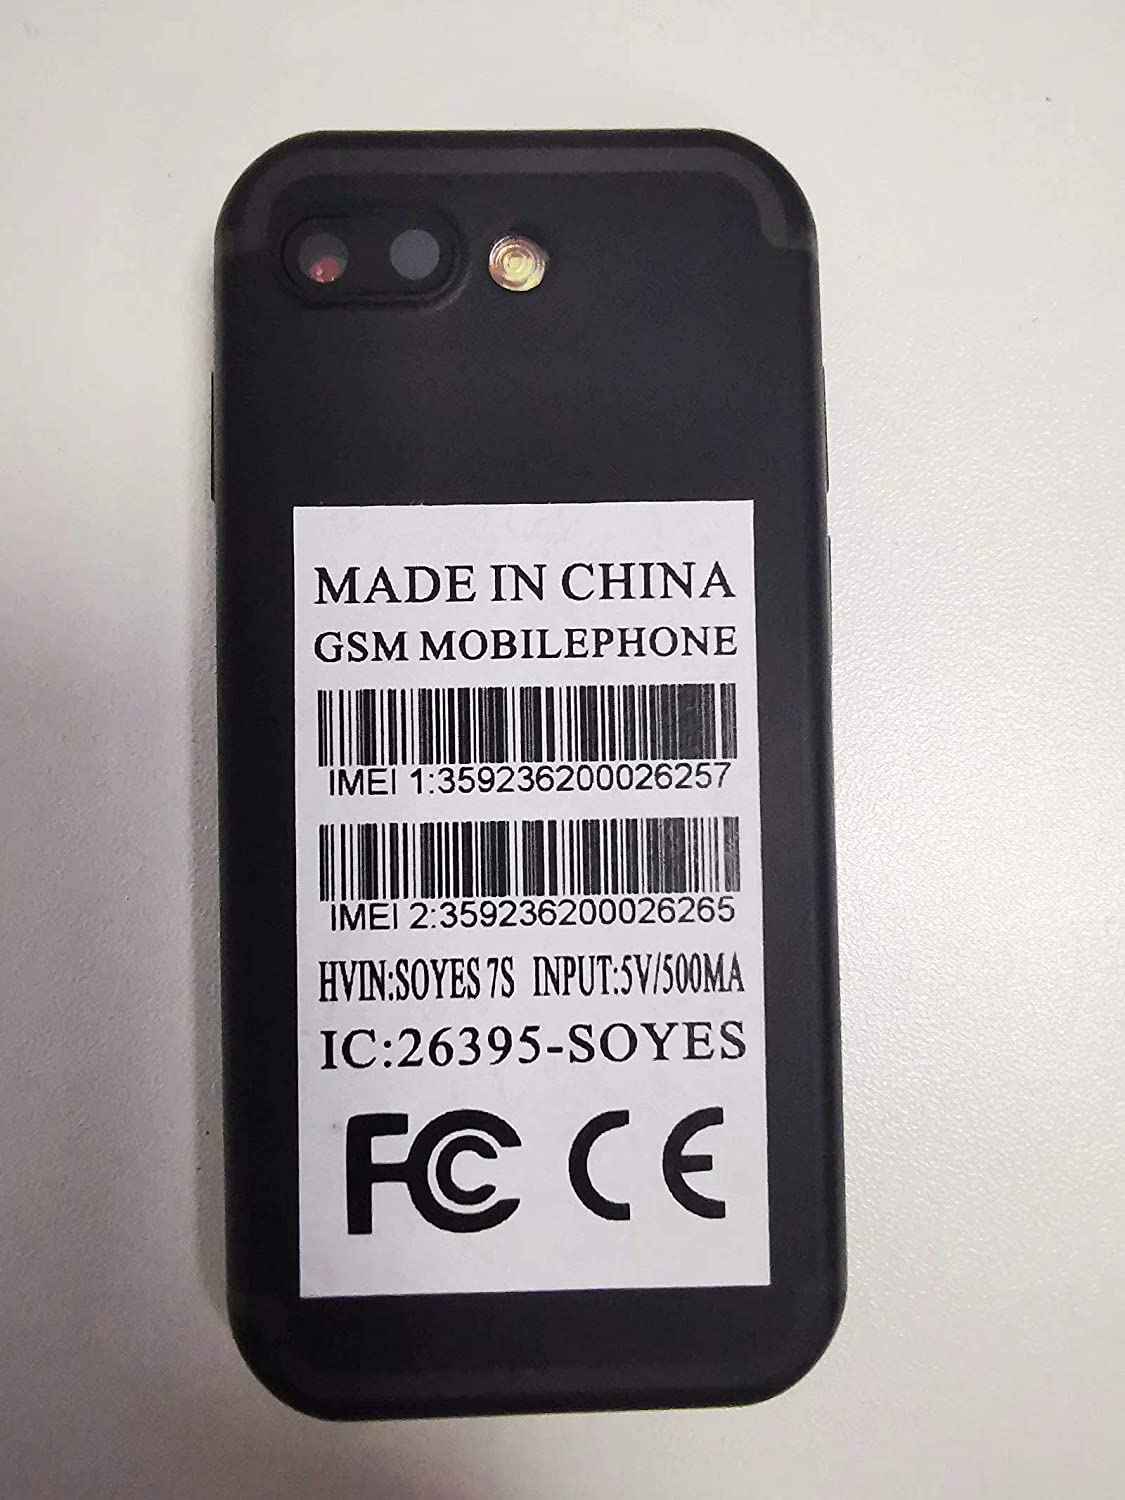 MADE IN CHINA
GSM MOBILEPHONE
IMEI 1:359236200026257
IMEI 2:359236200026265
HVIN:SOYES 7S INPUT:5V/500MA
IC:26395-SOYES
FC CE